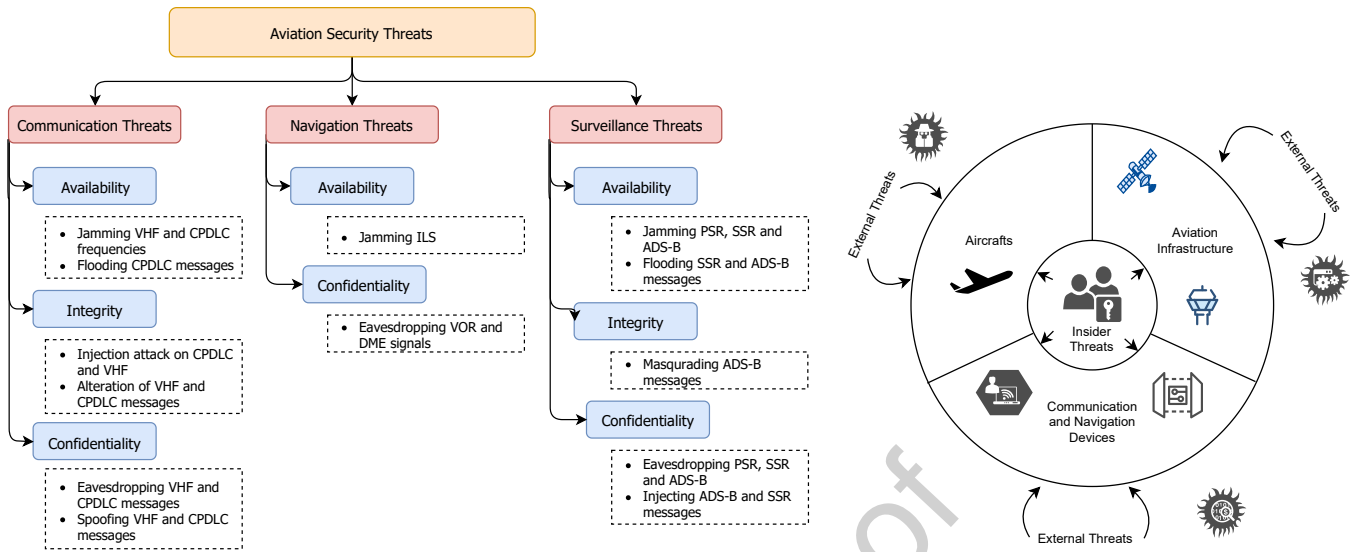 Aviation Security Threats
Communication Threats
Availability
• Jamming VHF and CPDLC
frequencies
• Flooding CPDLC messages
Integrity
• Injection attack on CPDLC
and VHF
• Alteration of VHF and
CPDLC messages
Confidentiality
• Eavesdropping VHF and
CPDLC messages
• Spoofing VHF and CPDLC
messages
Navigation Threats
Availability
• Jamming ILS
Confidentiality
• Eavesdropping VOR and
DME signals
Surveillance Threats
Availability
• Jamming PSR, SSR and
ADS-B
• Flooding SSR and ADS-B
messages
Integrity
• Masqurading ADS-B
messages
Confidentiality
• Eavesdropping PSR, SSR
and ADS-B
• Injecting ADS-B and SSR
messages
External Threats
External Threats
Aircrafts
Aviation
Infrastructure
Insider
Threats
Communication
and Navigation
Devices
External Threats
of